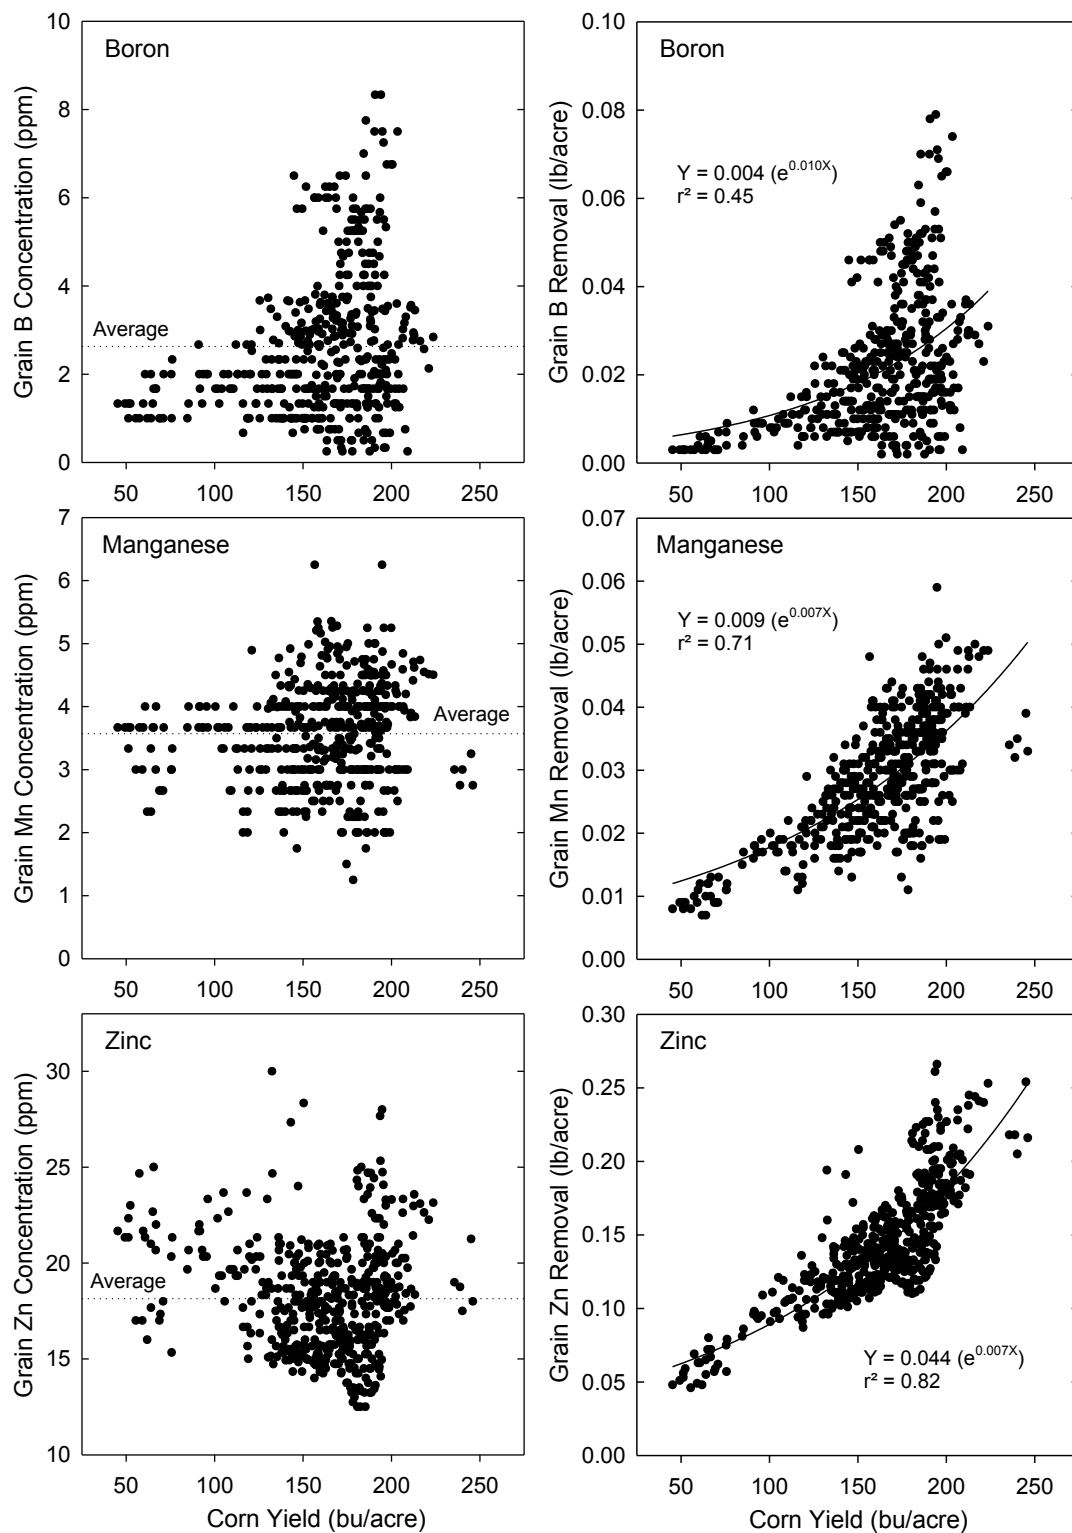 10
8
6
4
2
0
Grain B Concentration (ppm)
Boron
Average
50 100 150 200 250
0.10
0.08
0.06
0.04
0.02
0.00
Grain B Removal (lb/acre)
Boron
Y = 0.004 (e^0.010X)
r² = 0.45
50 100 150 200 250
7
6
5
4
3
2
1
0
Grain Mn Concentration (ppm)
Manganese
Average
50 100 150 200 250
0.07
0.06
0.05
0.04
0.03
0.02
0.01
0.00
Grain Mn Removal (lb/acre)
Manganese
Y = 0.009 (e^0.007X)
r² = 0.71
50 100 150 200 250
30
25
20
15
10
Grain Zn Concentration (ppm)
Zinc
Average
50 100 150 200 250
Corn Yield (bu/acre)
0.30
0.25
0.20
0.15
0.10
0.05
0.00
Grain Zn Removal (lb/acre)
Zinc
Y = 0.044 (e^0.007X)
r² = 0.82
50 100 150 200 250
Corn Yield (bu/acre)